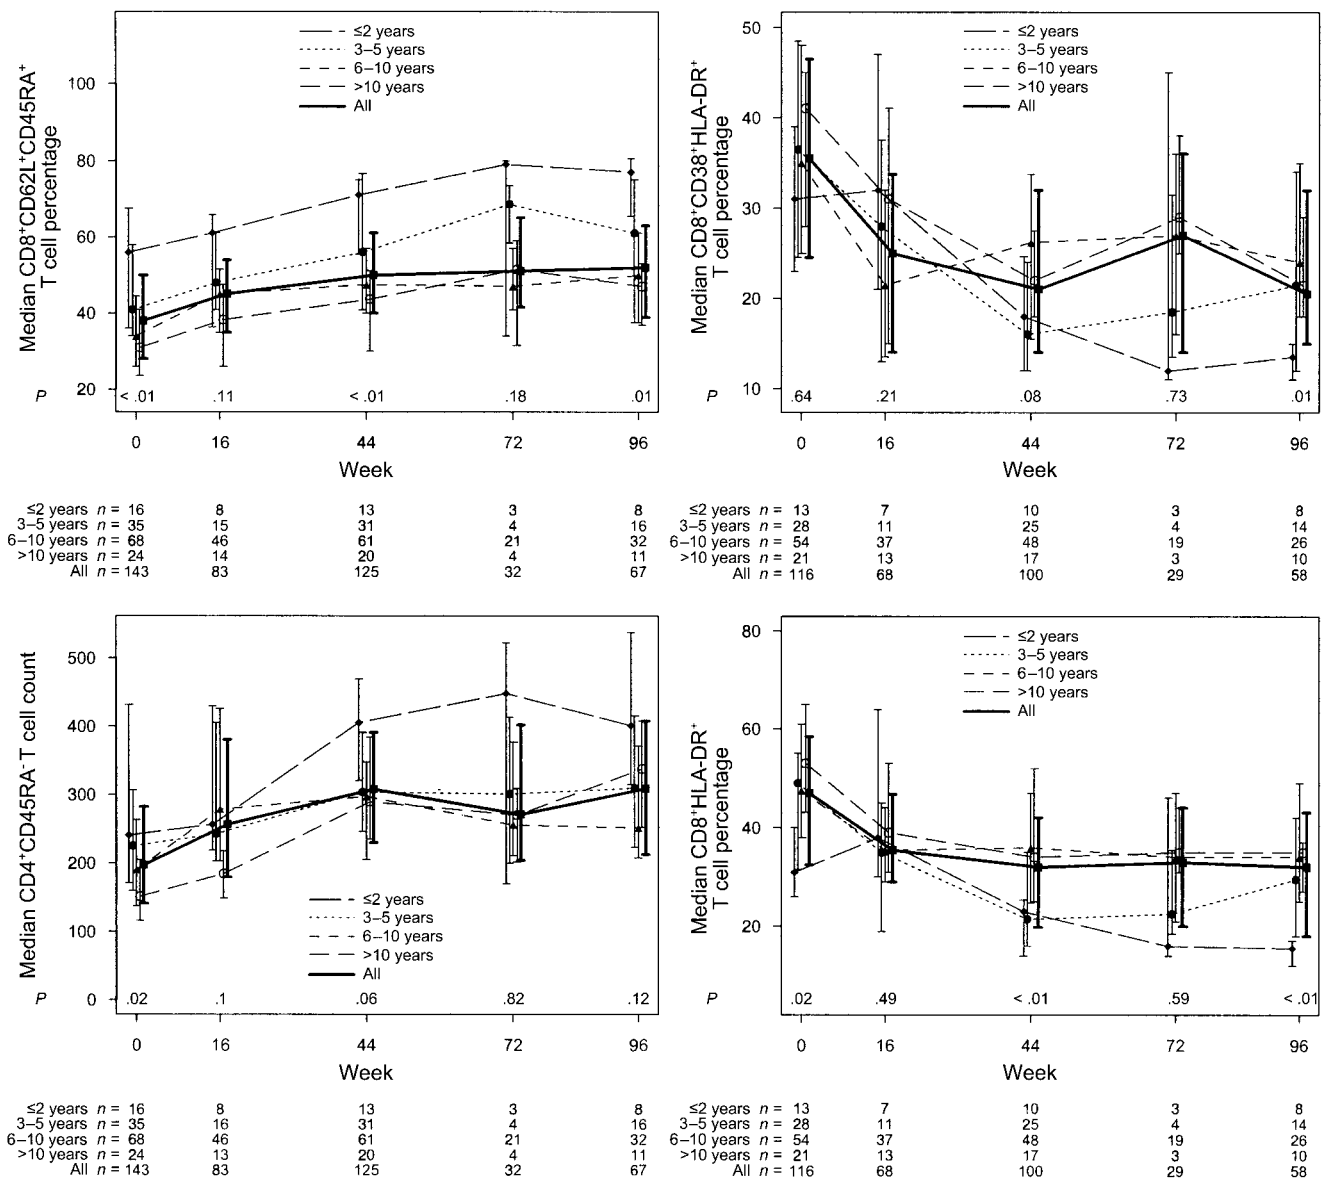 ≤2 years
3–5 years
6–10 years
>10 years
All
Median CD8⁺CD62L⁺CD45RA⁺
T cell percentage
100
80
60
40
20
P < .01 .11 < .01 .18 .01
0 16 44 72 96
Week
≤2 years n = 16 8 13 3 8
3–5 years n = 35 15 31 4 16
6–10 years n = 68 46 61 21 32
>10 years n = 24 14 20 4 11
All n = 143 83 125 32 67
≤2 years
3–5 years
6–10 years
>10 years
All
Median CD8⁺CD38⁺HLA-DR⁺
T cell percentage
50
40
30
20
10
P .64 .21 .08 .73 .01
0 16 44 72 96
Week
≤2 years n = 13 7 10 3 8
3–5 years n = 28 11 25 4 14
6–10 years n = 54 37 48 19 26
>10 years n = 21 13 17 3 10
All n = 116 68 100 29 58
Median CD4⁺CD45RA⁻ T cell count
500
400
300
200
100
0
≤2 years
3–5 years
6–10 years
>10 years
All
P .02 .1 .06 .82 .12
0 16 44 72 96
Week
≤2 years n = 16 8 13 3 8
3–5 years n = 35 16 31 4 16
6–10 years n = 68 46 61 21 32
>10 years n = 24 13 20 4 11
All n = 143 83 125 32 67
≤2 years
3–5 years
6–10 years
>10 years
All
Median CD8⁺HLA-DR⁺
T cell percentage
80
60
40
20
P .02 .49 < .01 .59 < .01
0 16 44 72 96
Week
≤2 years n = 13 7 10 3 8
3–5 years n = 28 11 25 4 14
6–10 years n = 54 37 48 19 26
>10 years n = 21 13 17 3 10
All n = 116 68 100 29 58